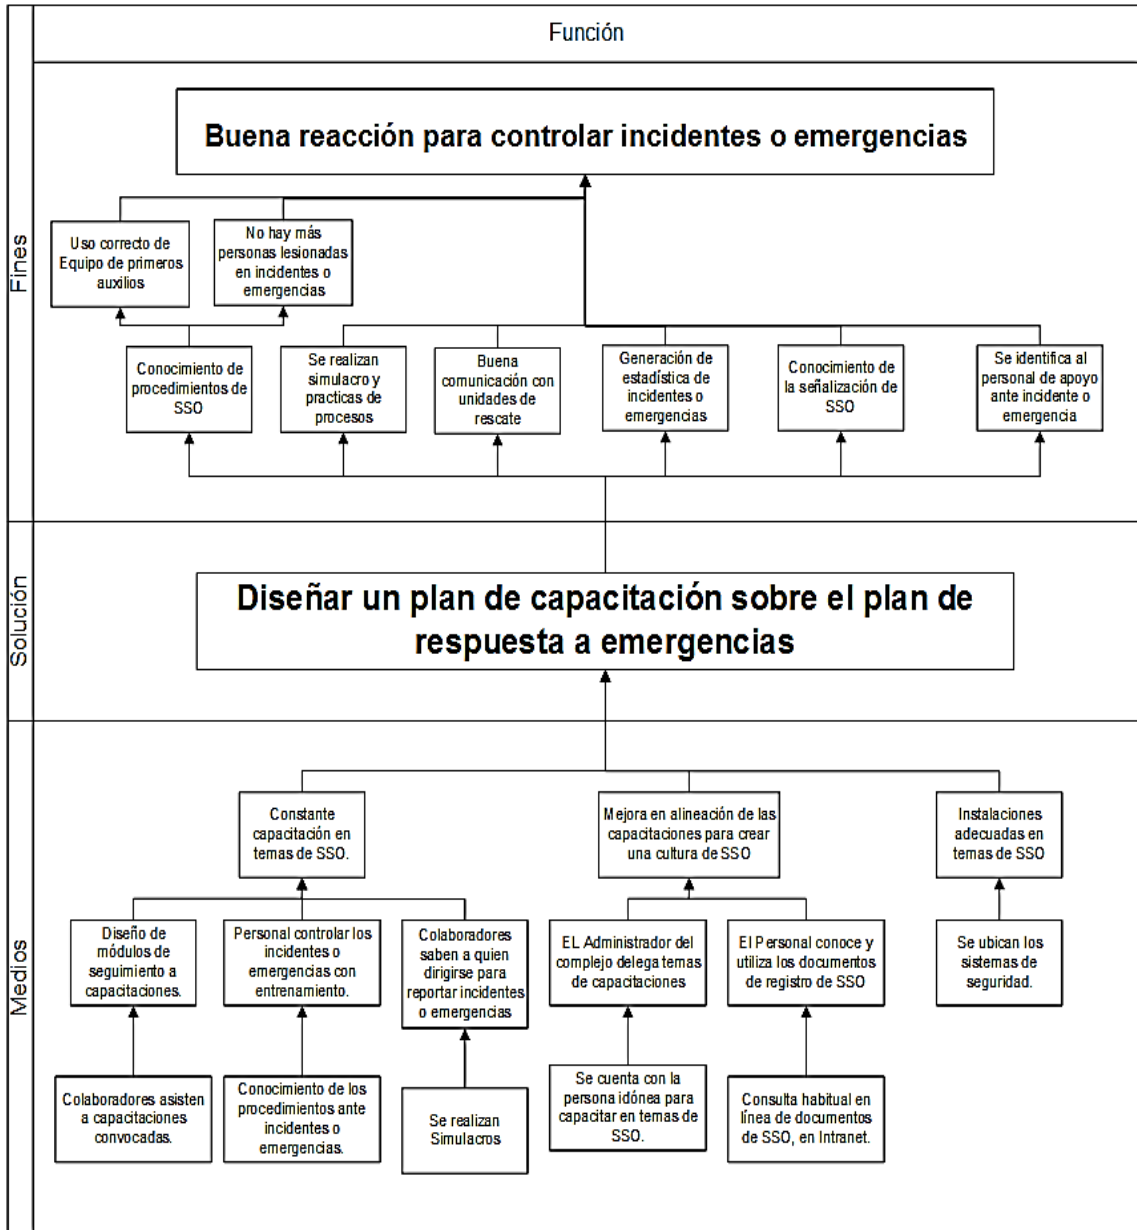 Función
Fines
Buena reacción para controlar incidentes o emergencias
Uso correcto de
Equipo de primeros
auxilios
No hay más
personas lesionadas
en incidentes o
emergencias
Conocimiento de
procedimientos de
SSO
Se realizan
simulacro y
practicas de
procesos
Buena
comunicación con
unidades de
rescate
Generación de
estadística de
incidentes o
emergencias
Conocimiento de
la señalización de
SSO
Se identifica al
personal de apoyo
ante incidente o
emergencia
Solución
Diseñar un plan de capacitación sobre el plan de
respuesta a emergencias
Medios
Constante
capacitación en
temas de SSO.
Mejora en alineación de las
capacitaciones para crear
una cultura de SSO
Instalaciones
adecuadas en
temas de SSO
Diseño de
módulos de
seguimiento a
capacitaciones.
Personal controlar los
incidentes o
emergencias con
entrenamiento.
Colaboradores
saben a quien
dirigirse para
reportar incidentes
o emergencias
EL Administrador del
complejo delega temas
de capacitaciones
El Personal conoce y
utiliza los documentos
de registro de SSO
Se ubican los
sistemas de
seguridad.
Colaboradores asisten
a capacitaciones
convocadas.
Conocimiento de los
procedimientos ante
incidentes o
emergencias.
Se realizan
Simulacros
Se cuenta con la
persona idónea para
capacitar en temas de
SSO.
Consulta habitual en
línea de documentos
de SSO, en Intranet.